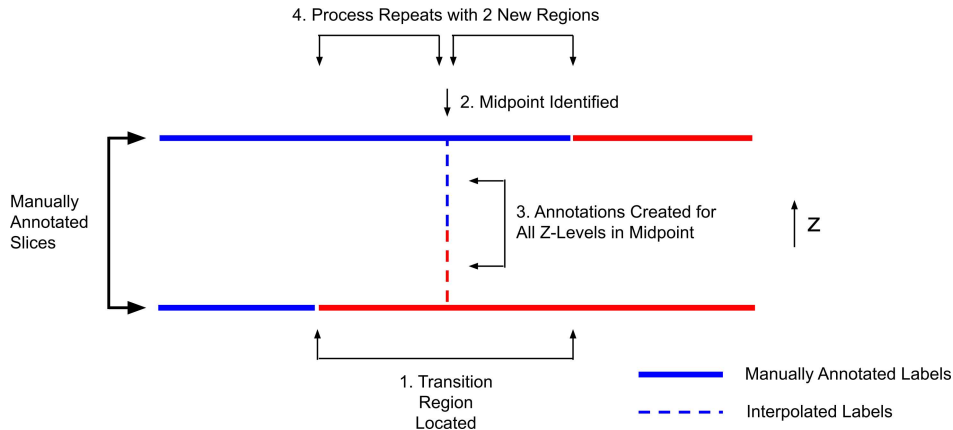 4. Process Repeats with 2 New Regions
2. Midpoint Identified
Manually
Annotated
Slices
3. Annotations Created for
All Z-Levels in Midpoint
Z
1. Transition
Region
Located
Manually Annotated Labels
Interpolated Labels